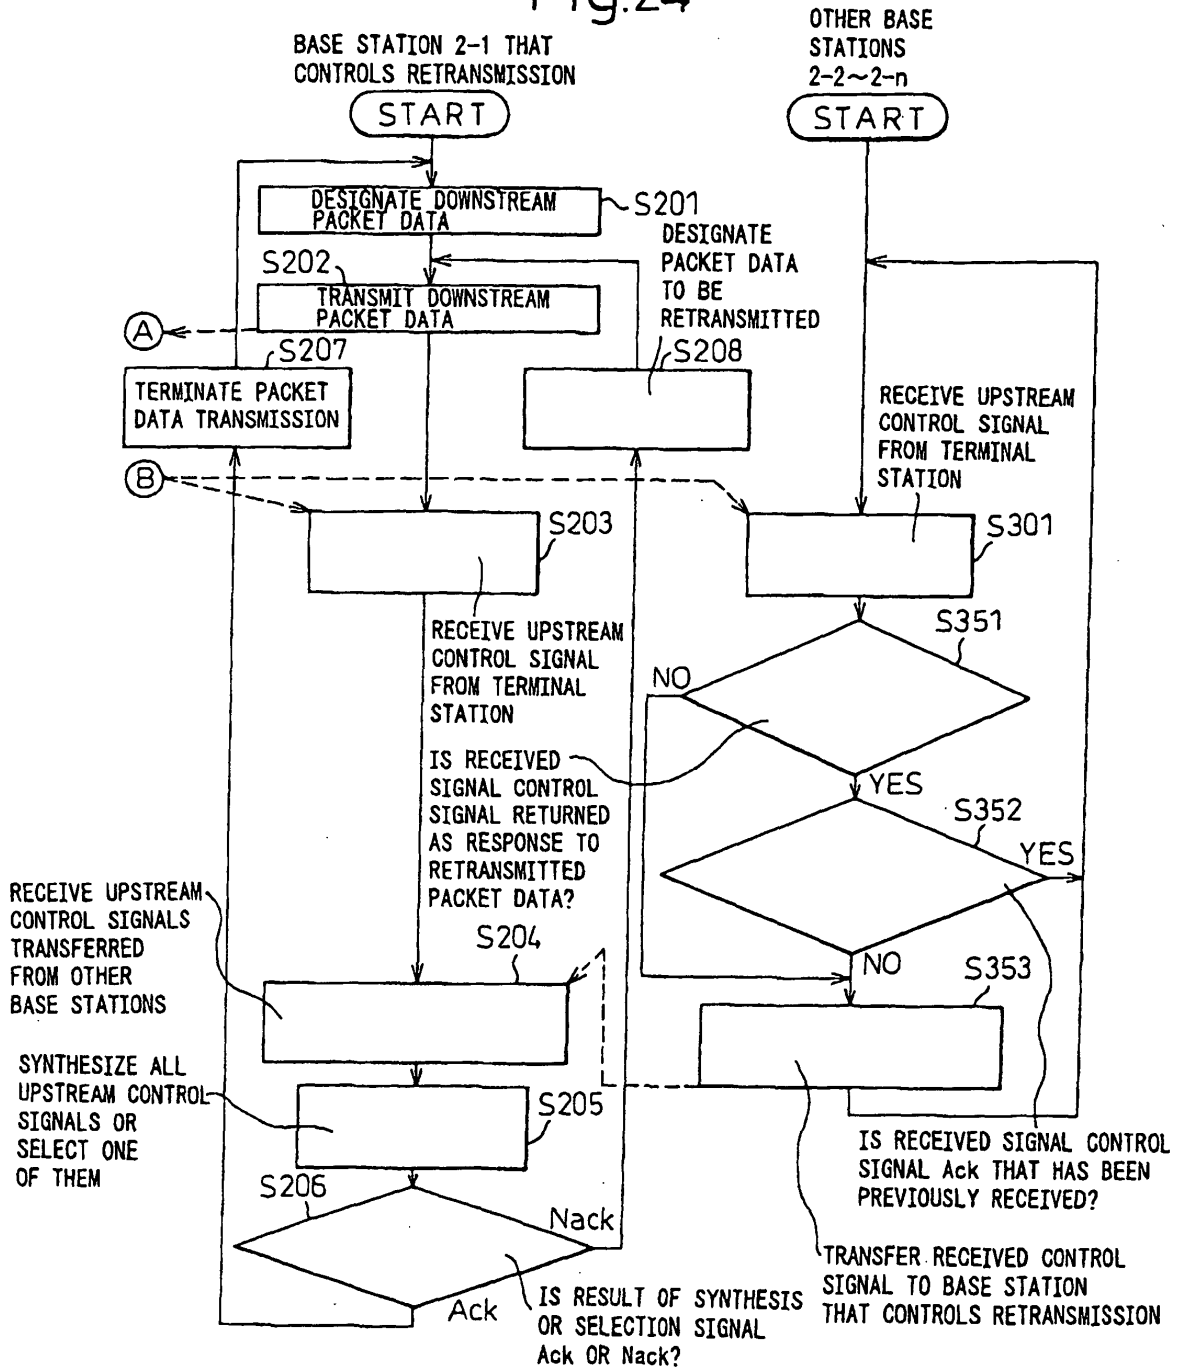 Fig.24
BASE STATION 2-1 THAT
CONTROLS RETRANSMISSION
START
OTHER BASE
STATIONS
2-2~2-n
START
DESIGNATE DOWNSTREAM
PACKET DATA
S201
S202
TRANSMIT DOWNSTREAM
PACKET DATA
DESIGNATE
PACKET DATA
TO BE
RETRANSMITTED
A
S207
TERMINATE PACKET
DATA TRANSMISSION
S208
RECEIVE UPSTREAM
CONTROL SIGNAL
FROM TERMINAL
STATION
B
S203
S301
RECEIVE UPSTREAM
CONTROL SIGNAL
FROM TERMINAL
STATION
S351
NO
YES
IS RECEIVED
SIGNAL CONTROL
SIGNAL RETURNED
AS RESPONSE TO
RETRANSMITTED
PACKET DATA?
S352
YES
NO
RECEIVE UPSTREAM
CONTROL SIGNALS
TRANSFERRED
FROM OTHER
BASE STATIONS
S204
S353
SYNTHESIZE ALL
UPSTREAM CONTROL
SIGNALS OR
SELECT ONE
OF THEM
S205
IS RECEIVED SIGNAL CONTROL
SIGNAL Ack THAT HAS BEEN
PREVIOUSLY RECEIVED?
S206
Nack
Ack
IS RESULT OF SYNTHESIS
OR SELECTION SIGNAL
Ack OR Nack?
TRANSFER RECEIVED CONTROL
SIGNAL TO BASE STATION
THAT CONTROLS RETRANSMISSION